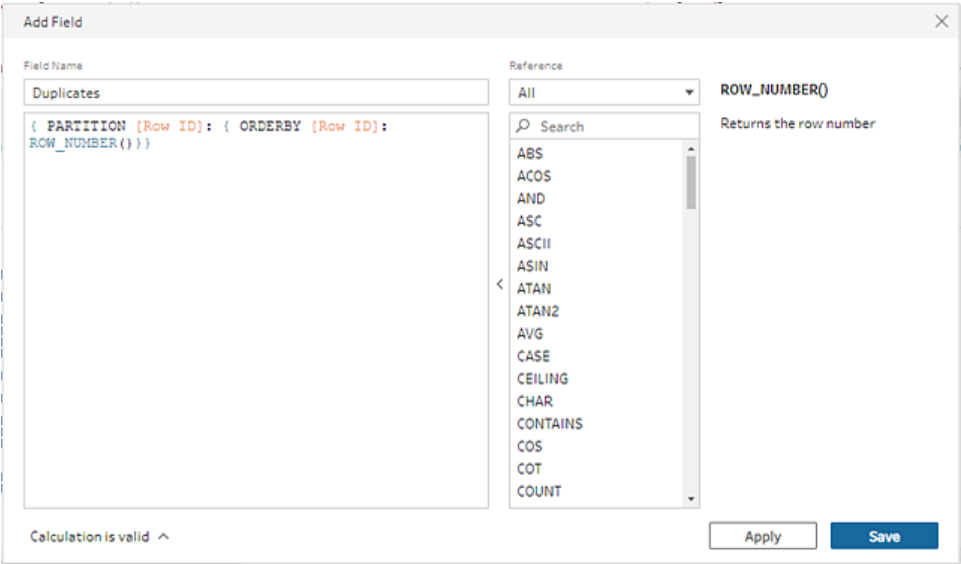 Add Field
Field Name
Duplicates
{ PARTITION [Row ID]: { ORDERBY [Row ID]:
ROW_NUMBER()}}
Calculation is valid
Reference
All
Search
ABS
ACOS
AND
ASC
ASCII
ASIN
ATAN
ATAN2
AVG
CASE
CEILING
CHAR
CONTAINS
COS
COT
COUNT
ROW_NUMBER()
Returns the row number
Apply
Save